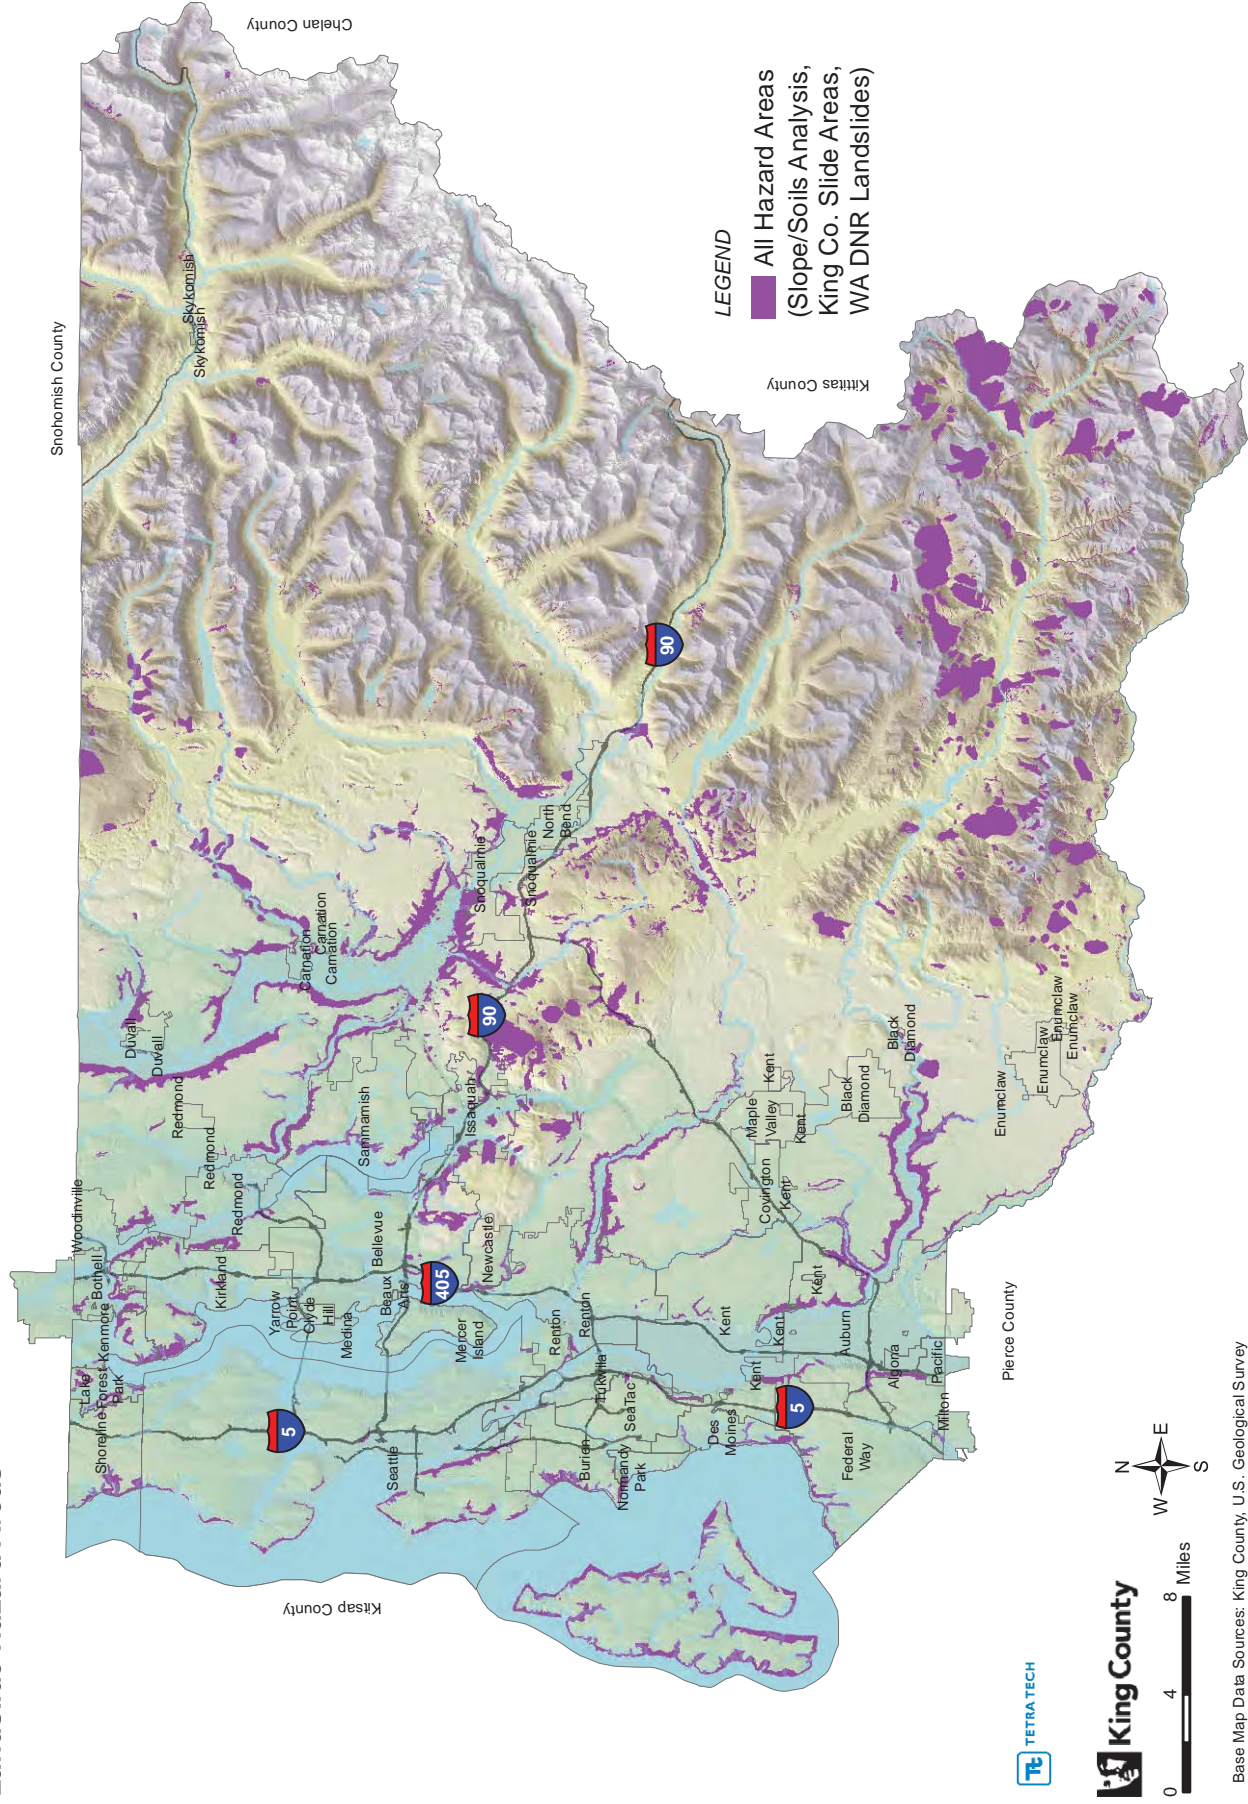 Snohomish County
Chelan County
Kittitas County
Kitsap County
Pierce County
LEGEND
All Hazard Areas
(Slope/Soils Analysis,
King Co. Slide Areas,
WA DNR Landslides)
Skykomish
Skykomish
Duvall
Duvall
Carnation
Carnation
Carnation
Snoqualmie
Snoqualmie
North
Bend
Woodinville
Bothell
Kenmore
Lake
Forest
Park
Shoreline
Redmond
Redmond
Redmond
Kirkland
Yarrow
Point
Clyde
Hill
Medina
Bellevue
Beaux
Arts
Sammamish
Issaquah
Newcastle
Mercer
Island
Seattle
Renton
Renton
Tukwila
SeaTac
Burien
Normandy
Park
Des
Moines
Kent
Kent
Kent
Kent
Kent
Kent
Kent
Covington
Maple
Valley
Black
Diamond
Black
Diamond
Enumclaw
Enumclaw
Enumclaw
Enumclaw
Auburn
Algona
Pacific
Milton
Federal
Way
90
90
405
5
5
N
W
E
S
Tt TETRA TECH
King County
0 4 8
Miles
Base Map Data Sources: King County, U.S. Geological Survey